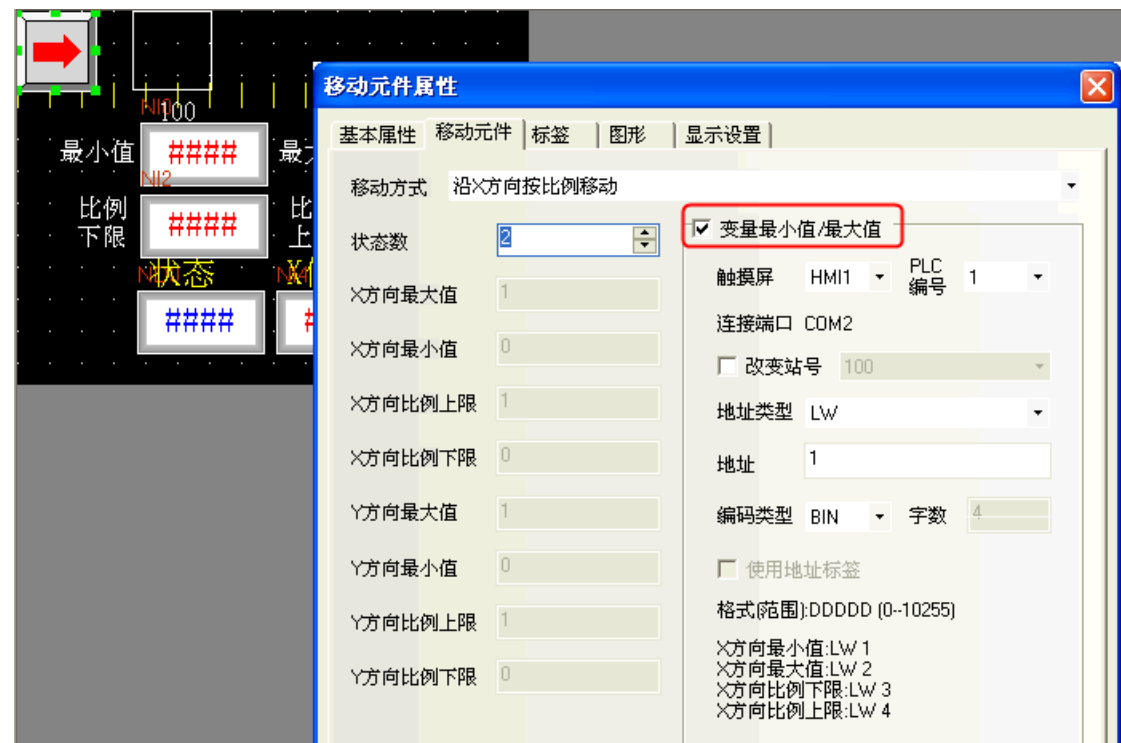 NI0
100
最小值 ####
NI2
比例
下限
####
状态
####
移动元件属性
基本属性 移动元件 标签 图形 显示设置
移动方式 沿X方向按比例移动
状态数 2
X方向最大值 1
X方向最小值 0
X方向比例上限 1
X方向比例下限 0
Y方向最大值 1
Y方向最小值 0
Y方向比例上限 1
Y方向比例下限 0
变量最小值/最大值
触摸屏 HMI1 PLC编号 1
连接端口 COM2
改变站号 100
地址类型 LW
地址 1
编码类型 BIN 字数 4
使用地址标签
格式(范围):DDDDD (0--10255)
X方向最小值:LW 1
X方向最大值:LW 2
X方向比例下限:LW 3
X方向比例上限:LW 4